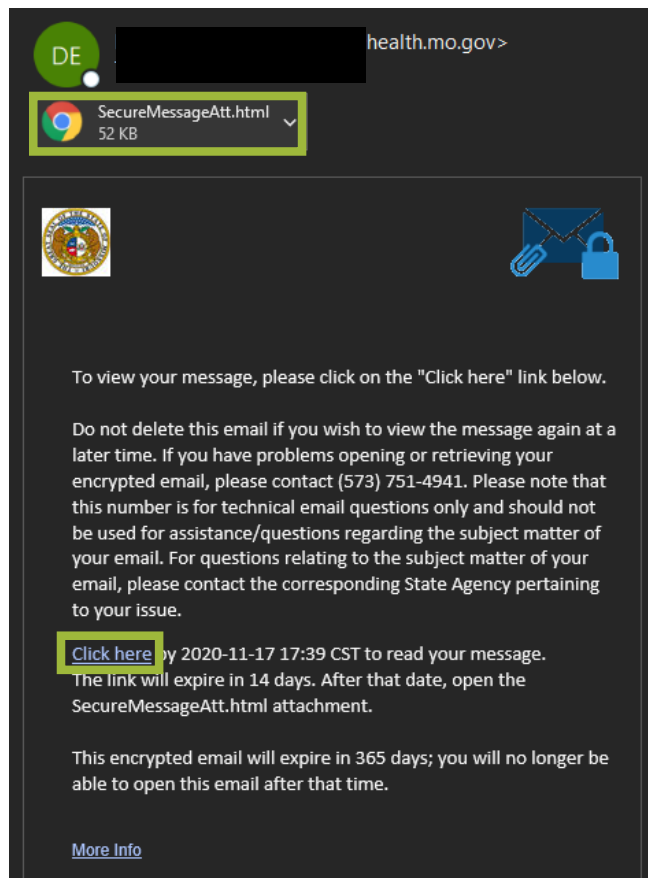 DE
health.mo.gov>
SecureMessageAtt.html
52 KB
To view your message, please click on the "Click here" link below.
Do not delete this email if you wish to view the message again at a
later time. If you have problems opening or retrieving your
encrypted email, please contact (573) 751-4941. Please note that
this number is for technical email questions only and should not
be used for assistance/questions regarding the subject matter of
your email. For questions relating to the subject matter of your
email, please contact the corresponding State Agency pertaining
to your issue.
Click here by 2020-11-17 17:39 CST to read your message.
The link will expire in 14 days. After that date, open the
SecureMessageAtt.html attachment.
This encrypted email will expire in 365 days; you will no longer be
able to open this email after that time.
More Info